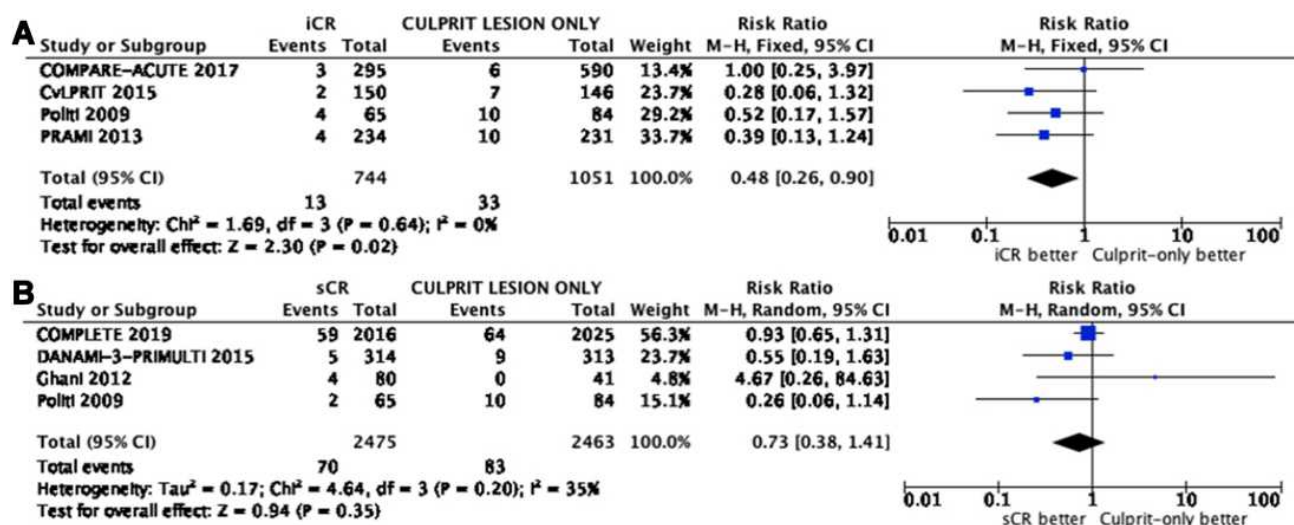 A
iCR CULPRIT LESION ONLY Risk Ratio Risk Ratio
Study or Subgroup Events Total Events Total Weight M-H, Fixed, 95% CI M-H, Fixed, 95% CI
COMPARE-ACUTE 2017 3 295 6 590 13.4% 1.00 [0.25, 3.97]
CvLPRIT 2015 2 150 7 146 23.7% 0.28 [0.06, 1.32]
Politi 2009 4 65 10 84 29.2% 0.52 [0.17, 1.57]
PRAMI 2013 4 234 10 231 33.7% 0.39 [0.13, 1.24]
Total (95% CI) 744 1051 100.0% 0.48 [0.26, 0.90]
Total events 13 33
Heterogeneity: Chi² = 1.69, df = 3 (P = 0.64); I² = 0%
Test for overall effect: Z = 2.30 (P = 0.02)
0.01 0.1 1 10 100
iCR better Culprit-only better
B
sCR CULPRIT LESION ONLY Risk Ratio Risk Ratio
Study or Subgroup Events Total Events Total Weight M-H, Random, 95% CI M-H, Random, 95% CI
COMPLETE 2019 59 2016 64 2025 56.3% 0.93 [0.65, 1.31]
DANAMI-3-PRIMULTI 2015 5 314 9 313 23.7% 0.55 [0.19, 1.63]
Ghani 2012 4 80 0 41 4.8% 4.67 [0.26, 84.63]
Politi 2009 2 65 10 84 15.1% 0.26 [0.06, 1.14]
Total (95% CI) 2475 2463 100.0% 0.73 [0.38, 1.41]
Total events 70 83
Heterogeneity: Tau² = 0.17; Chi² = 4.64, df = 3 (P = 0.20); I² = 35%
Test for overall effect: Z = 0.94 (P = 0.35)
0.01 0.1 1 10 100
sCR better Culprit-only better